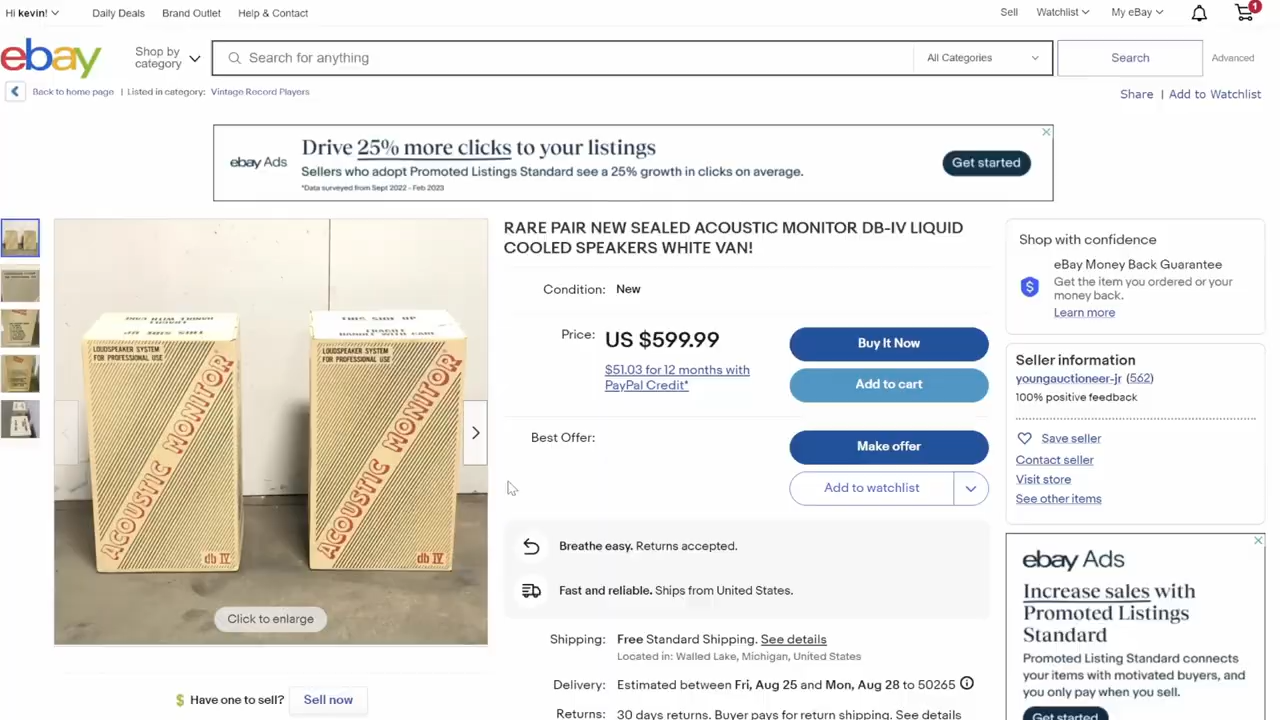 Hi kevin!
Daily Deals
Brand Outlet
Help & Contact
Sell
Watchlist
My eBay
1
ebay
Shop by
category
Search for anything
All Categories
Search
Advanced
Back to home page
| Listed in category:
Vintage Record Players
Share | Add to Watchlist
ebay Ads
Drive 25% more clicks to your listings
Sellers who adopt Promoted Listings Standard see a 25% growth in clicks on average.
*Data surveyed from Sept 2022 - Feb 2023
Get started
LOUDSPEAKER SYSTEM
FOR PROFESSIONAL USE
ACOUSTIC MONITOR
db IV
THIS SIDE UP
FRAGILE
HANDLE WITH CARE
LOUDSPEAKER SYSTEM
FOR PROFESSIONAL USE
ACOUSTIC MONITOR
db IV
Click to enlarge
Have one to sell?
Sell now
RARE PAIR NEW SEALED ACOUSTIC MONITOR DB-IV LIQUID
COOLED SPEAKERS WHITE VAN!
Condition: New
Price: US $599.99
$51.03 for 12 months with
PayPal Credit*
Buy It Now
Add to cart
Best Offer:
Make offer
Add to watchlist
Breathe easy. Returns accepted.
Fast and reliable. Ships from United States.
Shipping: Free Standard Shipping. See details
Located in: Walled Lake, Michigan, United States
Delivery: Estimated between Fri, Aug 25 and Mon, Aug 28 to 50265
Returns: 30 days returns. Buyer pays for return shipping. See details
Shop with confidence
eBay Money Back Guarantee
Get the item you ordered or your
money back.
Learn more
Seller information
youngauctioneer-jr (562)
100% positive feedback
Save seller
Contact seller
Visit store
See other items
ebay Ads
Increase sales with
Promoted Listings
Standard
Promoted Listing Standard connects
your items with motivated buyers, and
you only pay when you sell.
Get started